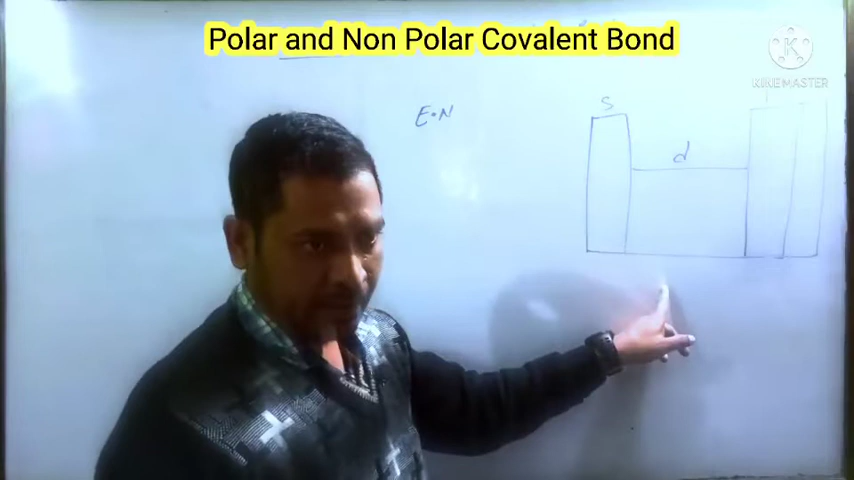 Polar and Non Polar Covalent Bond
K
KINEMASTER
E.N
S
d